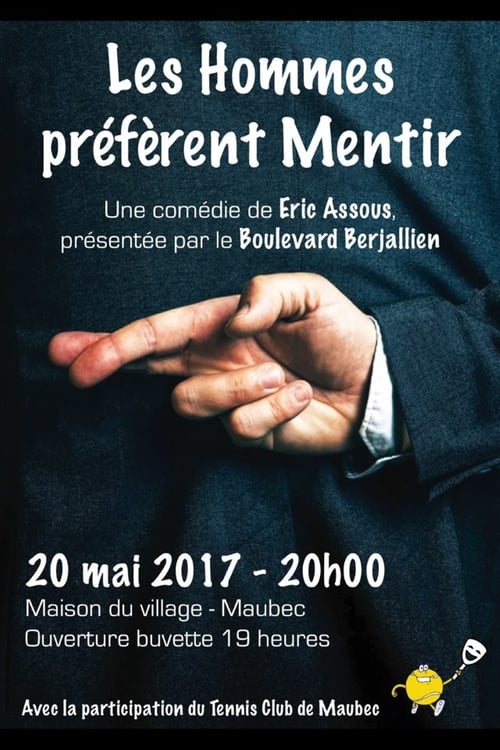 Les Hommes
préfèrent Mentir
Une comédie de Eric Assous,
présentée par le Boulevard Berjallien
20 mai 2017 - 20h00
Maison du village - Maubec
Ouverture buvette 19 heures
Avec la participation du Tennis Club de Maubec